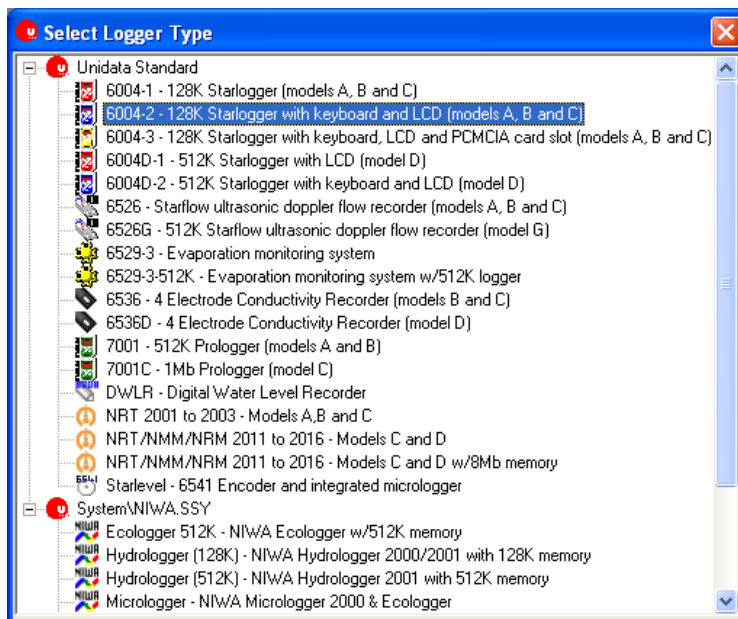 Select Logger Type
Unidata Standard
6004-1 - 128K Starlogger (models A, B and C)
6004-2 - 128K Starlogger with keyboard and LCD (models A, B and C)
6004-3 - 128K Starlogger with keyboard, LCD and PCMCIA card slot (models A, B and C)
6004D-1 - 512K Starlogger with LCD (model D)
6004D-2 - 512K Starlogger with keyboard and LCD (model D)
6526 - Starflow ultrasonic doppler flow recorder (models A, B and C)
6526G - 512K Starflow ultrasonic doppler flow recorder (model G)
6529-3 - Evaporation monitoring system
6529-3-512K - Evaporation monitoring system w/512K logger
6536 - 4 Electrode Conductivity Recorder (models B and C)
6536D - 4 Electrode Conductivity Recorder (model D)
7001 - 512K Prologger (models A and B)
7001C - 1Mb Prologger (model C)
DWLR - Digital Water Level Recorder
NRT 2001 to 2003 - Models A,B and C
NRT/NMM/NRM 2011 to 2016 - Models C and D
NRT/NMM/NRM 2011 to 2016 - Models C and D w/8Mb memory
6541 Starlevel - 6541 Encoder and integrated micrologger
System\NIWA.SSY
NIWA Ecologger 512K - NIWA Ecologger w/512K memory
NIWA Hydrologger (128K) - NIWA Hydrologger 2000/2001 with 128K memory
NIWA Hydrologger (512K) - NIWA Hydrologger 2001 with 512K memory
NIWA Micrologger - NIWA Micrologger 2000 & Ecologger